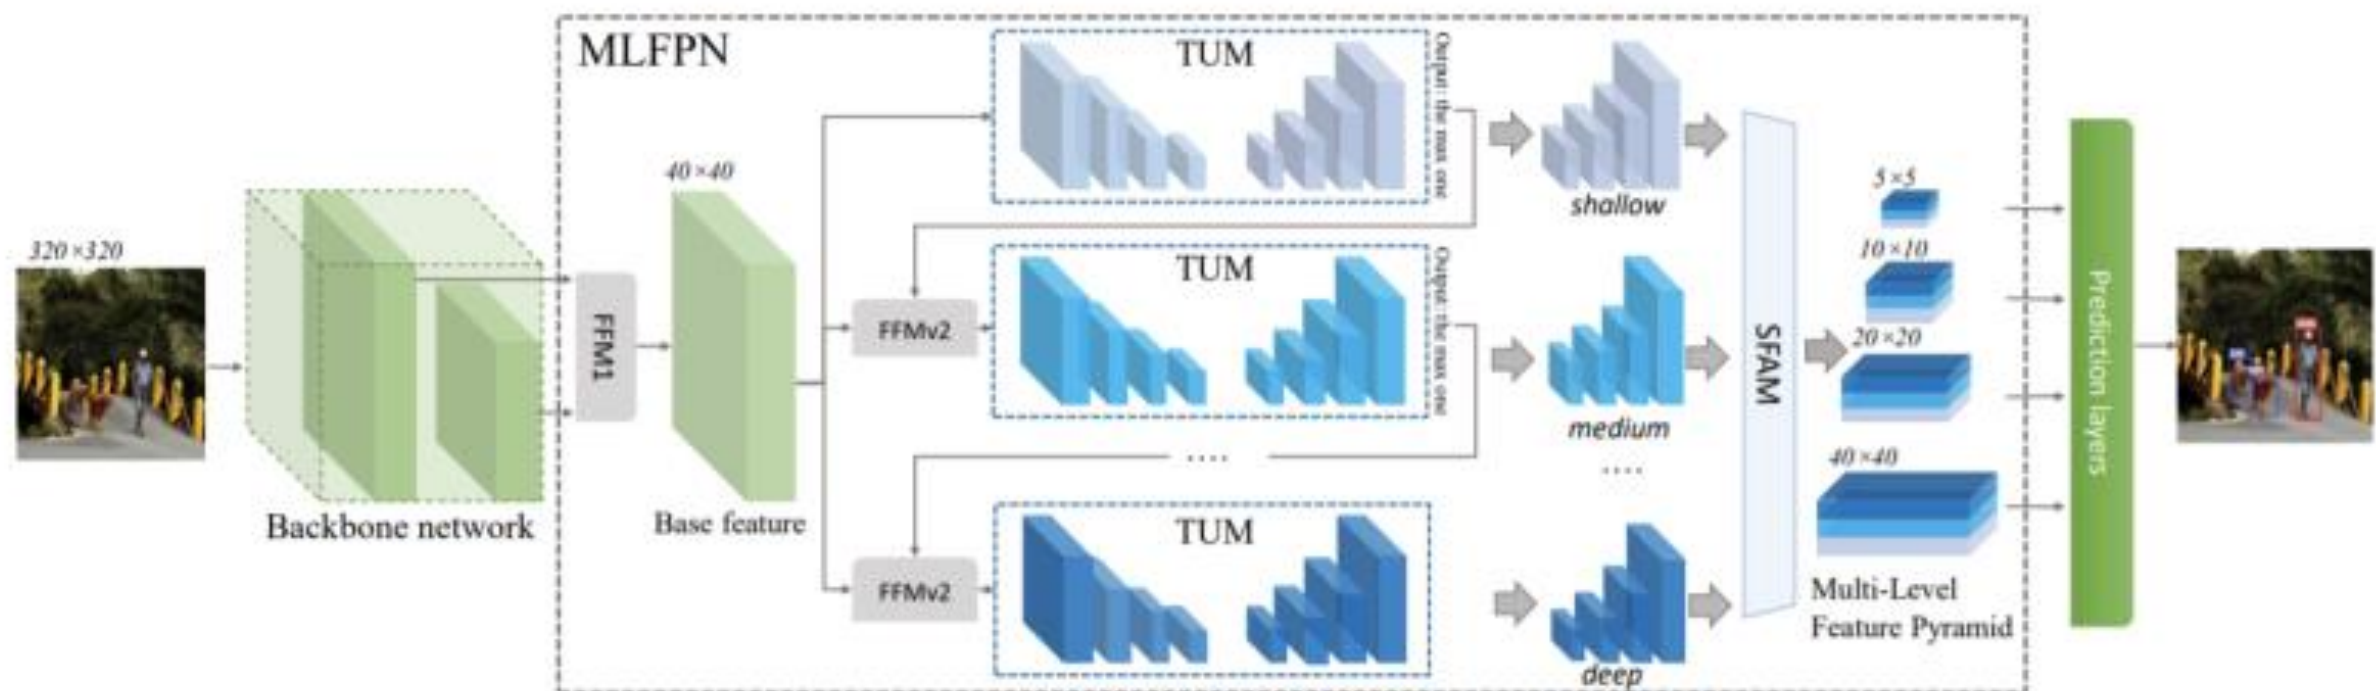 MLFPN
320×320
Backbone network
FFM1
40×40
Base feature
TUM
Output: the max one
shallow
FFMv2
TUM
Output: the max one
medium
....
....
FFMv2
TUM
deep
SFAM
5×5
10×10
20×20
40×40
Multi-Level
Feature Pyramid
Prediction layers